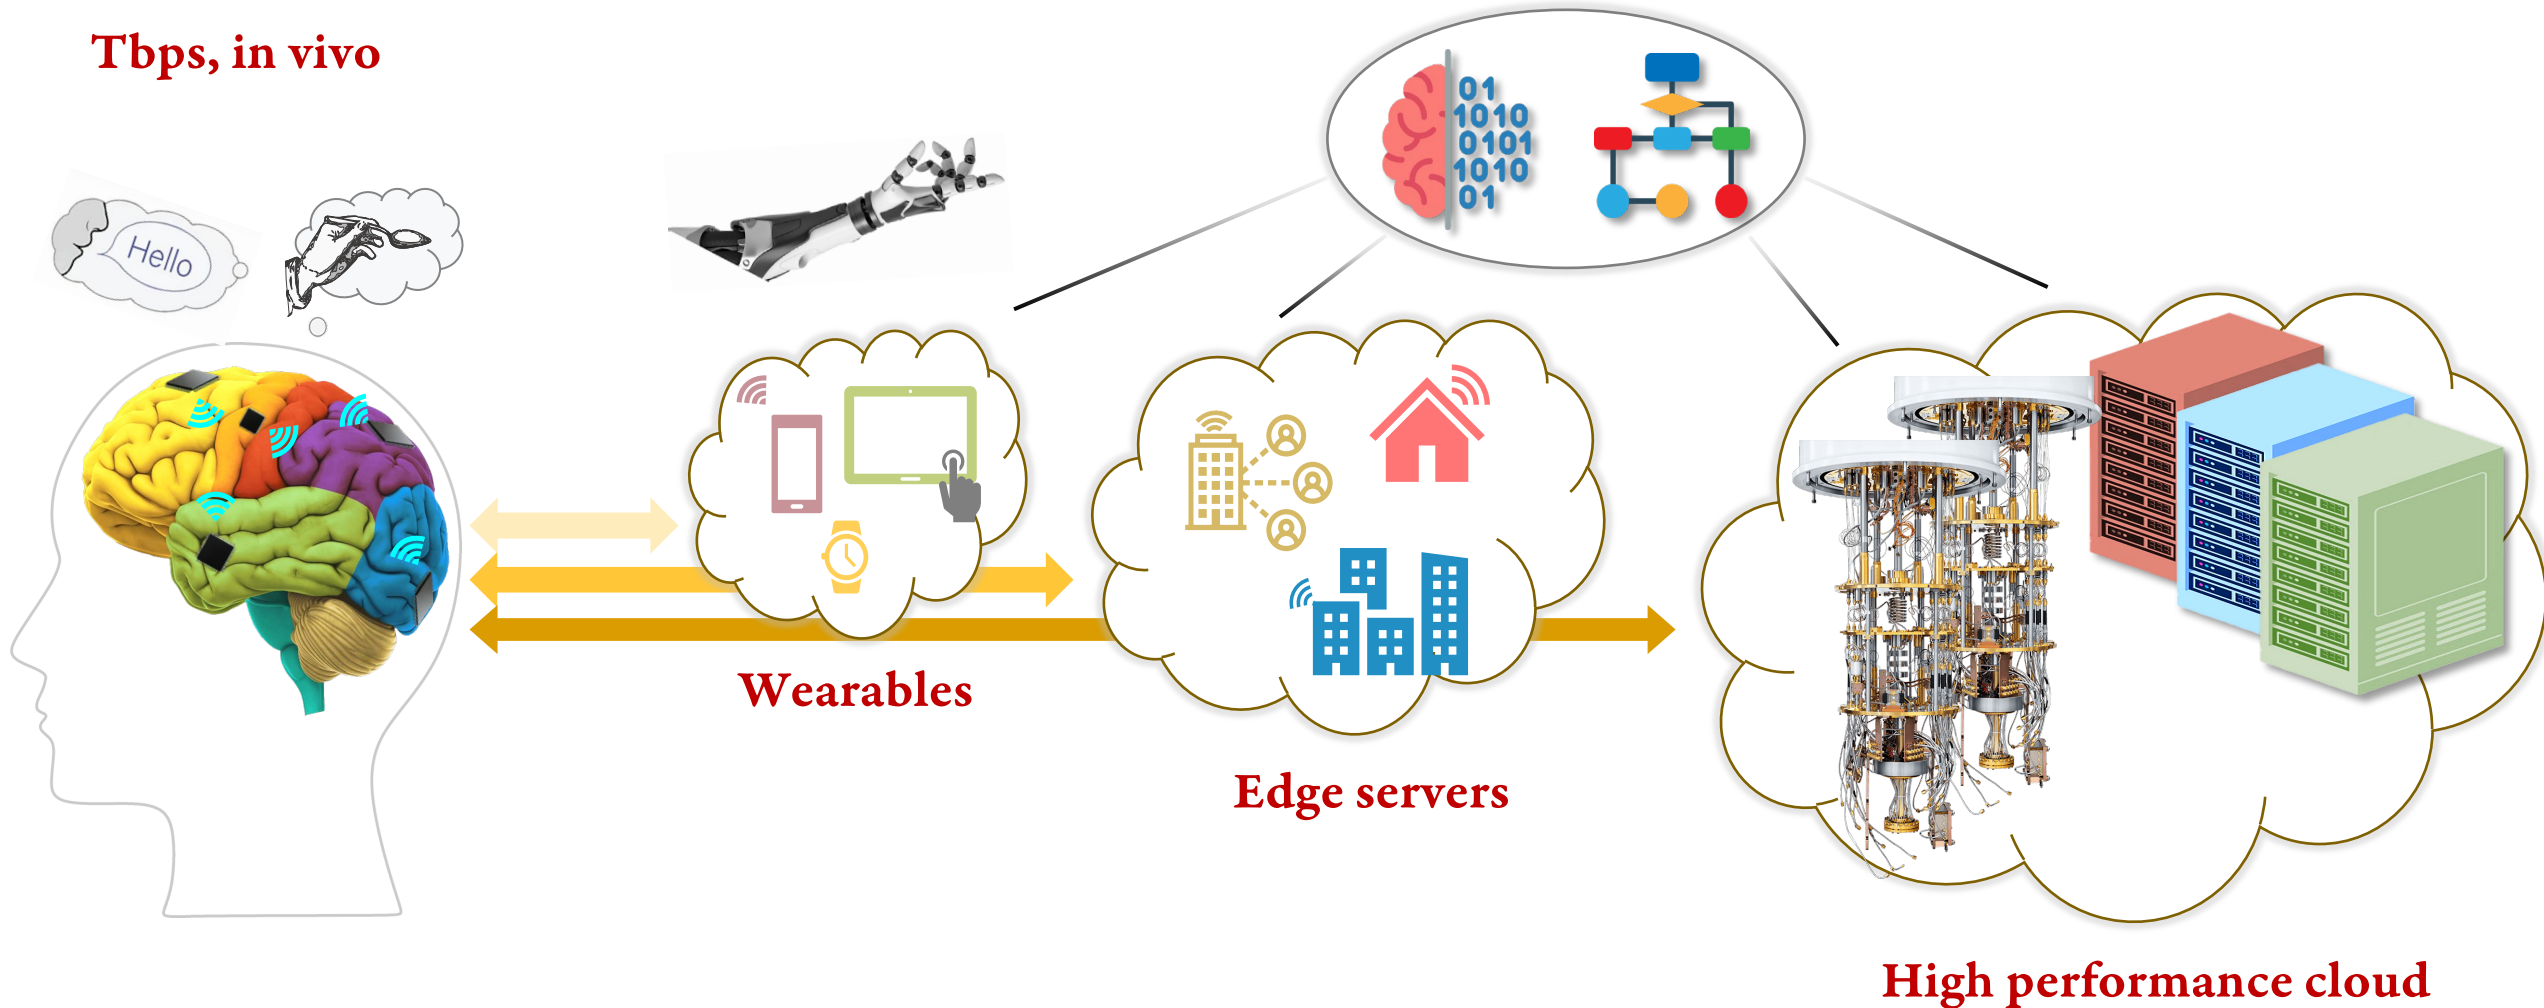 Tbps, in vivo
Hello
01
1010
0101
1010
01
Wearables
Edge servers
High performance cloud